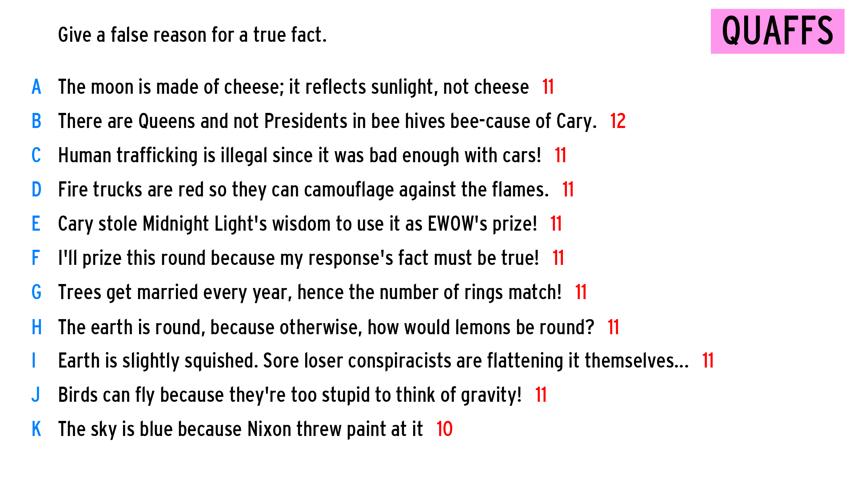 QUAFFS
Give a false reason for a true fact.
A The moon is made of cheese; it reflects sunlight, not cheese 11
B There are Queens and not Presidents in bee hives bee-cause of Cary. 12
C Human trafficking is illegal since it was bad enough with cars! 11
D Fire trucks are red so they can camouflage against the flames. 11
E Cary stole Midnight Light's wisdom to use it as EWOW's prize! 11
F I'll prize this round because my response's fact must be true! 11
G Trees get married every year, hence the number of rings match! 11
H The earth is round, because otherwise, how would lemons be round? 11
I Earth is slightly squished. Sore loser conspiracists are flattening it themselves... 11
J Birds can fly because they're too stupid to think of gravity! 11
K The sky is blue because Nixon threw paint at it 10